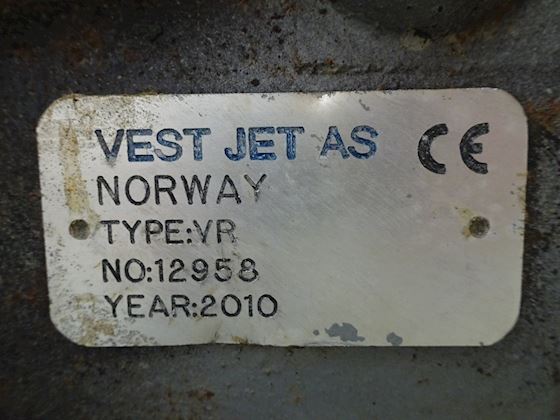 VEST JET AS CE
NORWAY
TYPE:VR
NO:12958
YEAR:2010